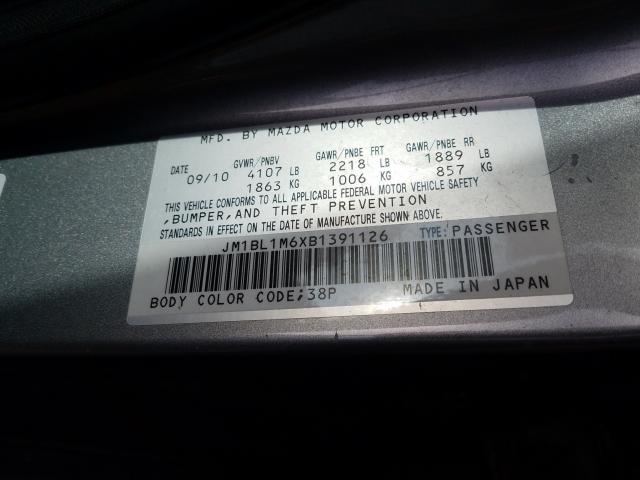 MFD. BY MAZDA MOTOR CORPORATION
DATE GVWR/PNBV GAWR/PNBE FRT GAWR/PNBE RR
09/10 4107 LB 2218 LB 1889 LB
1863 KG 1006 KG 857 KG
THIS VEHICLE CONFORMS TO ALL APPLICABLE FEDERAL MOTOR VEHICLE SAFETY
,BUMPER,AND THEFT PREVENTION
STANDARDS IN EFFECT ON THE DATE OF MANUFACTURE SHOWN ABOVE.
JM1BL1M6XB1391126 TYPE: PASSENGER
BODY COLOR CODE;38P MADE IN JAPAN